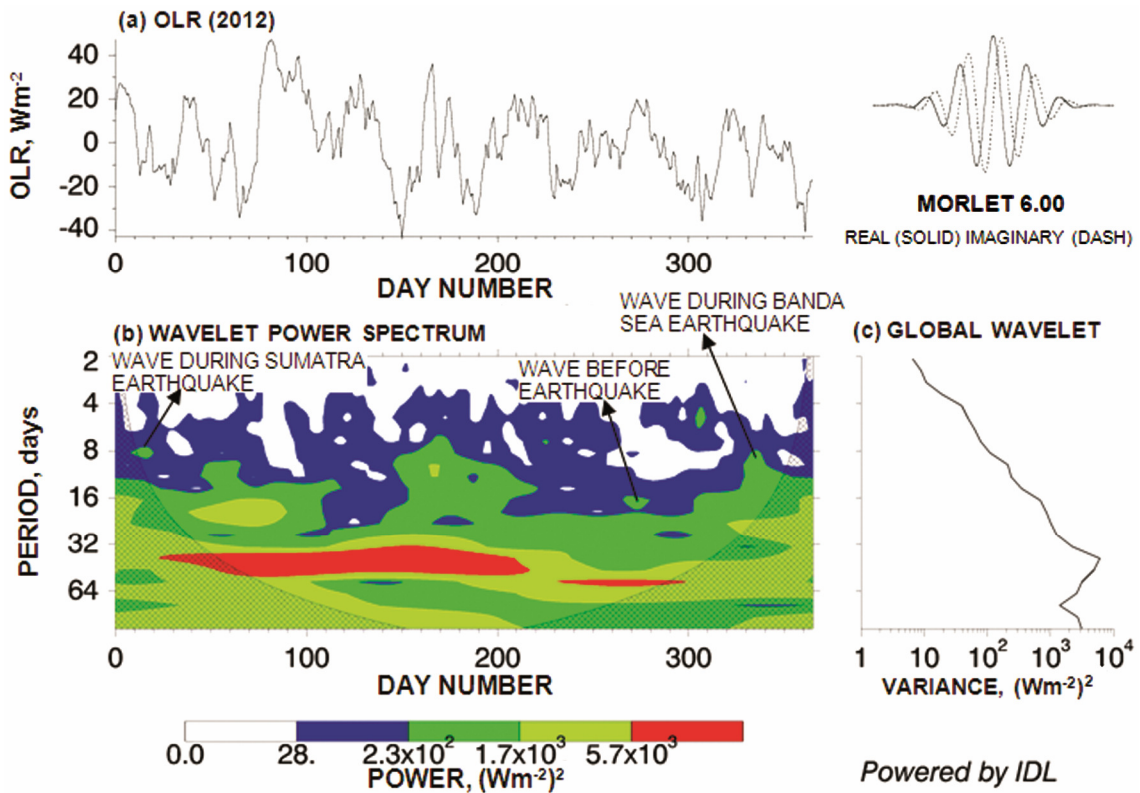 (a) OLR (2012)
OLR, Wm-2
40
20
0
-20
-40
0 100 200 300
DAY NUMBER
MORLET 6.00
REAL (SOLID) IMAGINARY (DASH)
WAVE DURING BANDA
SEA EARTHQUAKE
(b) WAVELET POWER SPECTRUM
WAVE DURING SUMATRA
EARTHQUAKE
WAVE BEFORE
EARTHQUAKE
PERIOD, days
2
4
8
16
32
64
0 100 200 300
DAY NUMBER
(c) GLOBAL WAVELET
1 10 10² 10³ 10⁴
VARIANCE, (Wm-2)²
0.0 28. 2.3x10² 1.7x10³ 5.7x10³
POWER, (Wm-2)²
Powered by IDL